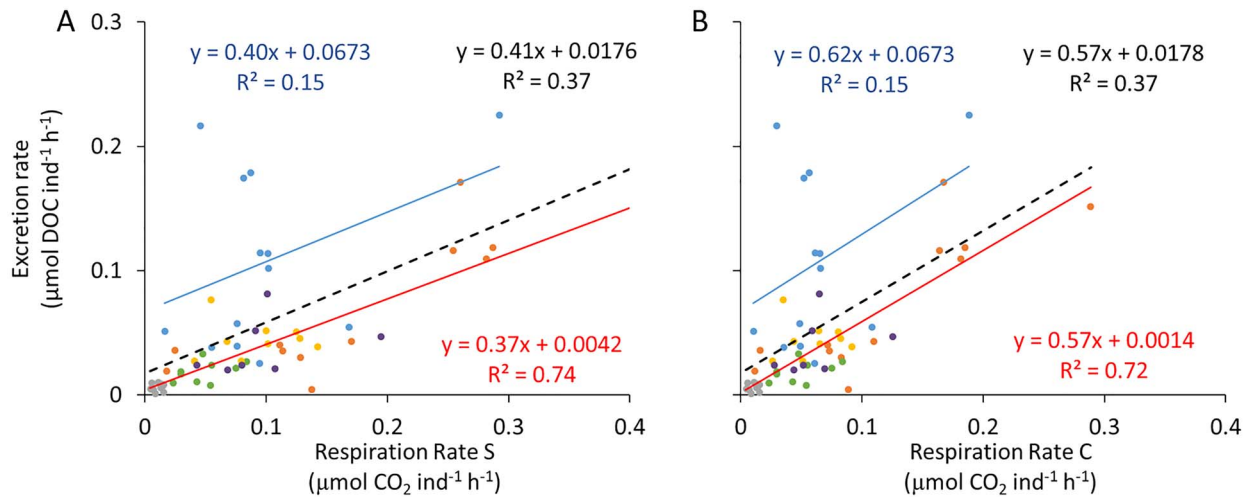 A
B
y = 0.40x + 0.0673
R² = 0.15
y = 0.41x + 0.0176
R² = 0.37
y = 0.62x + 0.0673
R² = 0.15
y = 0.57x + 0.0178
R² = 0.37
0.3
0.2
0.1
0
Excretion rate
(µmol DOC ind⁻¹ h⁻¹)
y = 0.37x + 0.0042
R² = 0.74
y = 0.57x + 0.0014
R² = 0.72
0 0.1 0.2 0.3 0.4
0 0.1 0.2 0.3 0.4
Respiration Rate S
(µmol CO₂ ind⁻¹ h⁻¹)
Respiration Rate C
(µmol CO₂ ind⁻¹ h⁻¹)